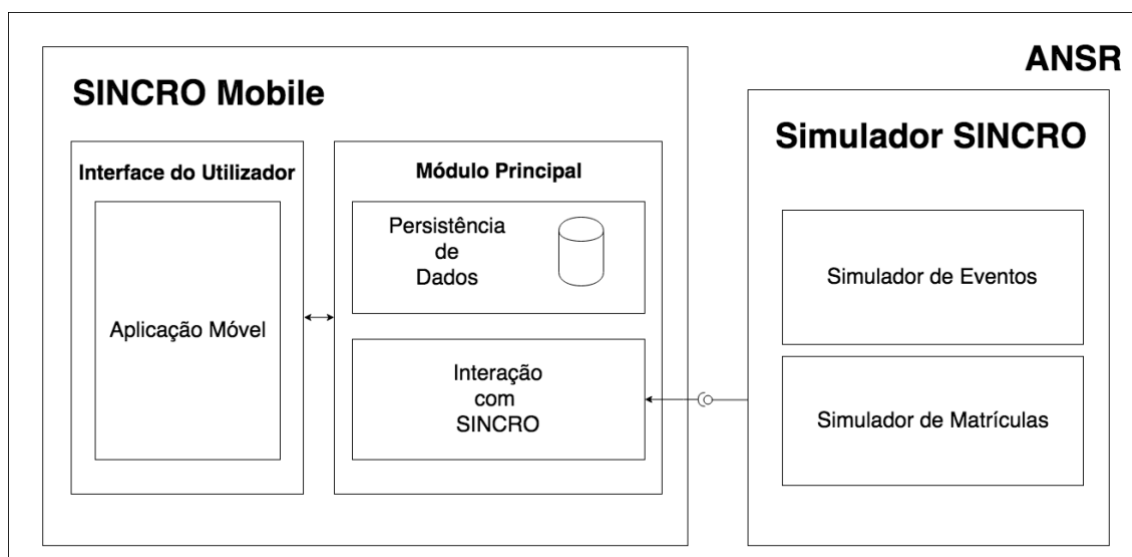 ANSR
SINCRO Mobile
Interface do Utilizador
Aplicação Móvel
Módulo Principal
Persistência
de
Dados
Interação
com
SINCRO
Simulador SINCRO
Simulador de Eventos
Simulador de Matrículas